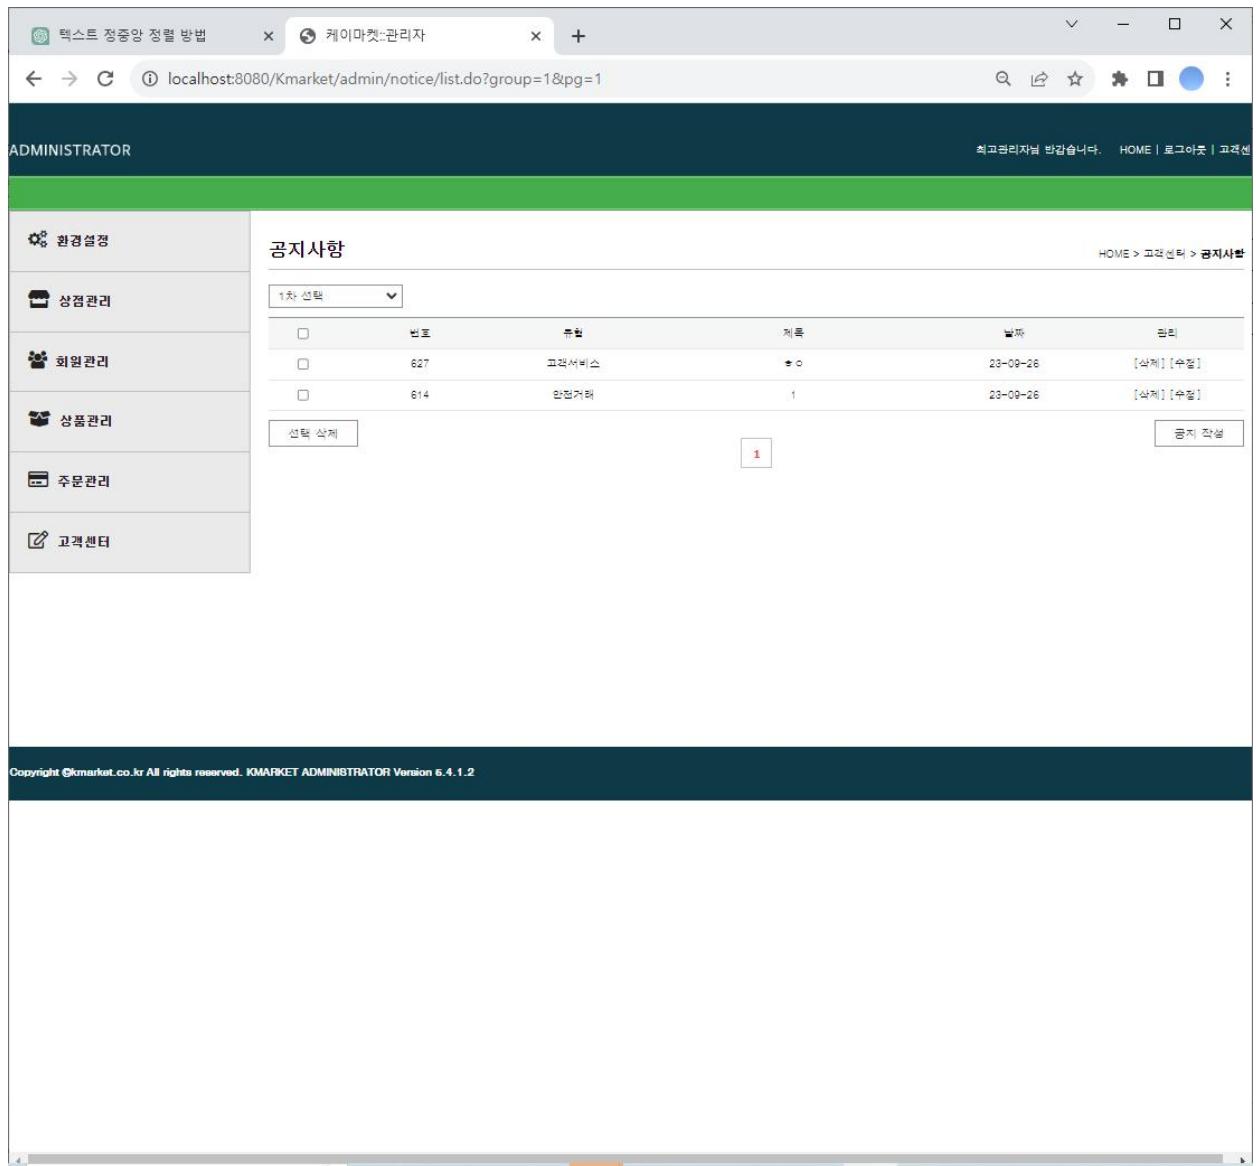 텍스트 정중앙 정렬 방법
케이마켓::관리자
localhost:8080/Kmarket/admin/notice/list.do?group=1&pg=1
ADMINISTRATOR
최고관리자님 반갑습니다. HOME | 로그아웃 | 고객센
환경설정
상점관리
회원관리
상품관리
주문관리
고객센터
공지사항
HOME > 고객센터 > 공지사항
1차 선택
번호 유형 제목 날짜 관리
627 고객서비스 ㅎㅇ 23-09-26 [삭제] [수정]
614 안전거래 1 23-09-26 [삭제] [수정]
선택 삭제
공지 작성
1
Copyright ©kmarket.co.kr All rights reserved. KMARKET ADMINISTRATOR Version 5.4.1.2